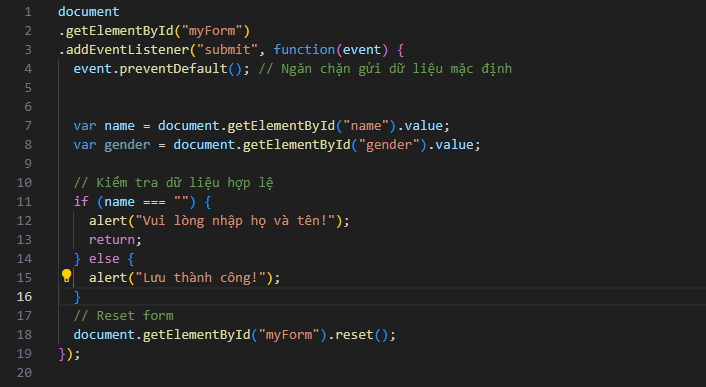 1 document
2 .getElementById("myForm")
3 .addEventListener("submit", function(event) {
4   event.preventDefault(); // Ngăn chặn gửi dữ liệu mặc định
5
6
7   var name = document.getElementById("name").value;
8   var gender = document.getElementById("gender").value;
9
10   // Kiểm tra dữ liệu hợp lệ
11   if (name === "") {
12     alert("Vui lòng nhập họ và tên!");
13     return;
14   } else {
15     alert("Lưu thành công!");
16   }
17   // Reset form
18   document.getElementById("myForm").reset();
19 });
20